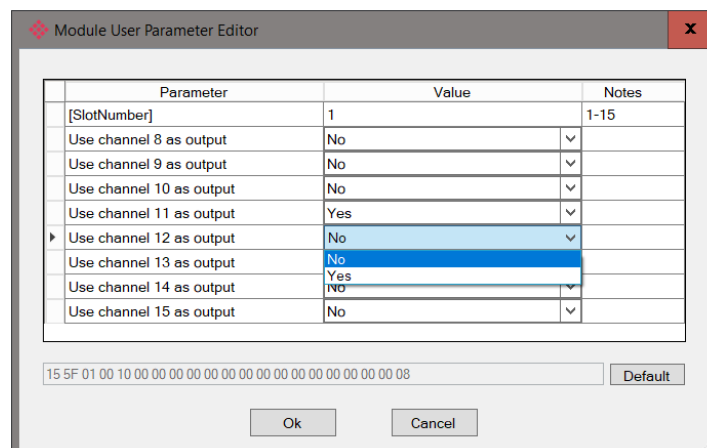 Module User Parameter Editor x
Parameter Value Notes
[SlotNumber] 1 1-15
Use channel 8 as output No
Use channel 9 as output No
Use channel 10 as output No
Use channel 11 as output Yes
Use channel 12 as output No
Use channel 13 as output No
Yes
Use channel 14 as output No
Use channel 15 as output No
15 5F 01 00 10 00 00 00 00 00 00 00 00 00 00 00 00 00 00 00 08 Default
Ok Cancel